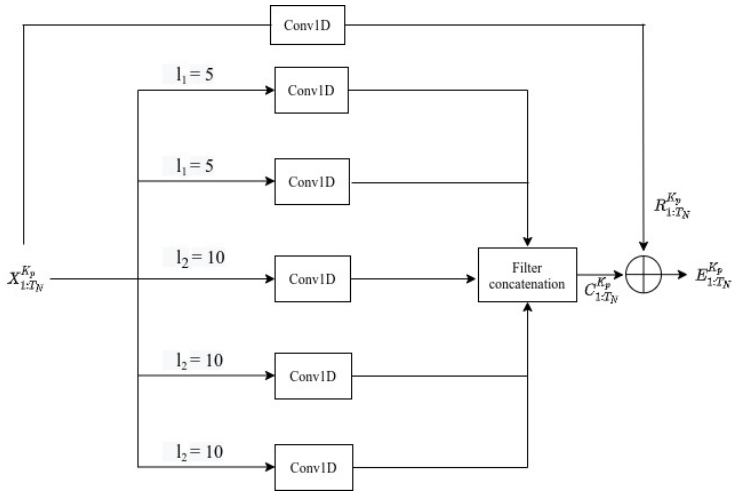 Conv1D
l₁ = 5
Conv1D
l₁ = 5
Conv1D
R^{K_p}_{1:T_N}
l₂ = 10
X^{K_p}_{1:T_N}
Conv1D
Filter
concatenation
C^{K_p}_{1:T_N}
E^{K_p}_{1:T_N}
l₂ = 10
Conv1D
l₂ = 10
Conv1D